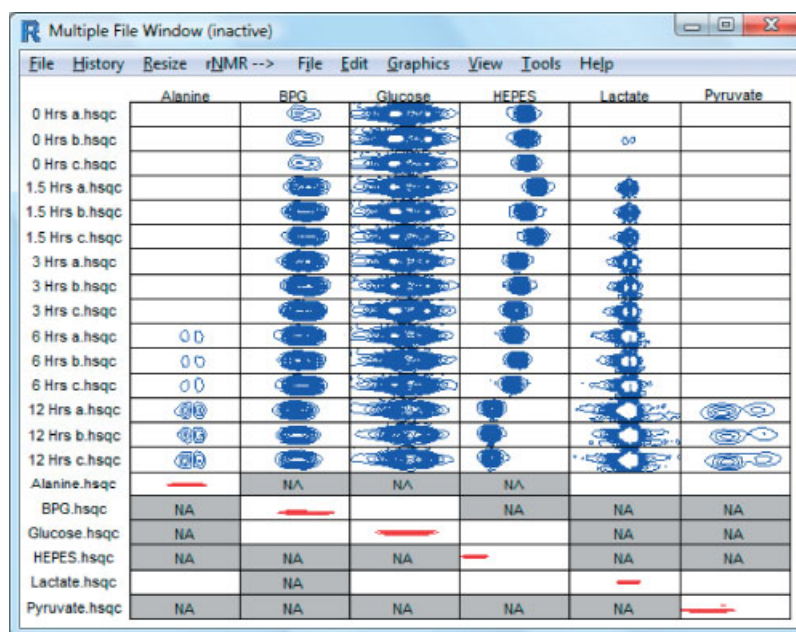 Multiple File Window (inactive)
File History Resize rNMR --> File Edit Graphics View Tools Help
Alanine BPG Glucose HEPES Lactate Pyruvate
0 Hrs a.hsqc
0 Hrs b.hsqc
0 Hrs c.hsqc
1.5 Hrs a.hsqc
1.5 Hrs b.hsqc
1.5 Hrs c.hsqc
3 Hrs a.hsqc
3 Hrs b.hsqc
3 Hrs c.hsqc
6 Hrs a.hsqc
6 Hrs b.hsqc
6 Hrs c.hsqc
12 Hrs a.hsqc
12 Hrs b.hsqc
12 Hrs c.hsqc
Alanine.hsqc NA NA NA
BPG.hsqc NA NA NA NA
Glucose.hsqc NA NA NA
HEPES.hsqc NA NA NA NA NA
Lactate.hsqc NA
Pyruvate.hsqc NA NA NA NA NA